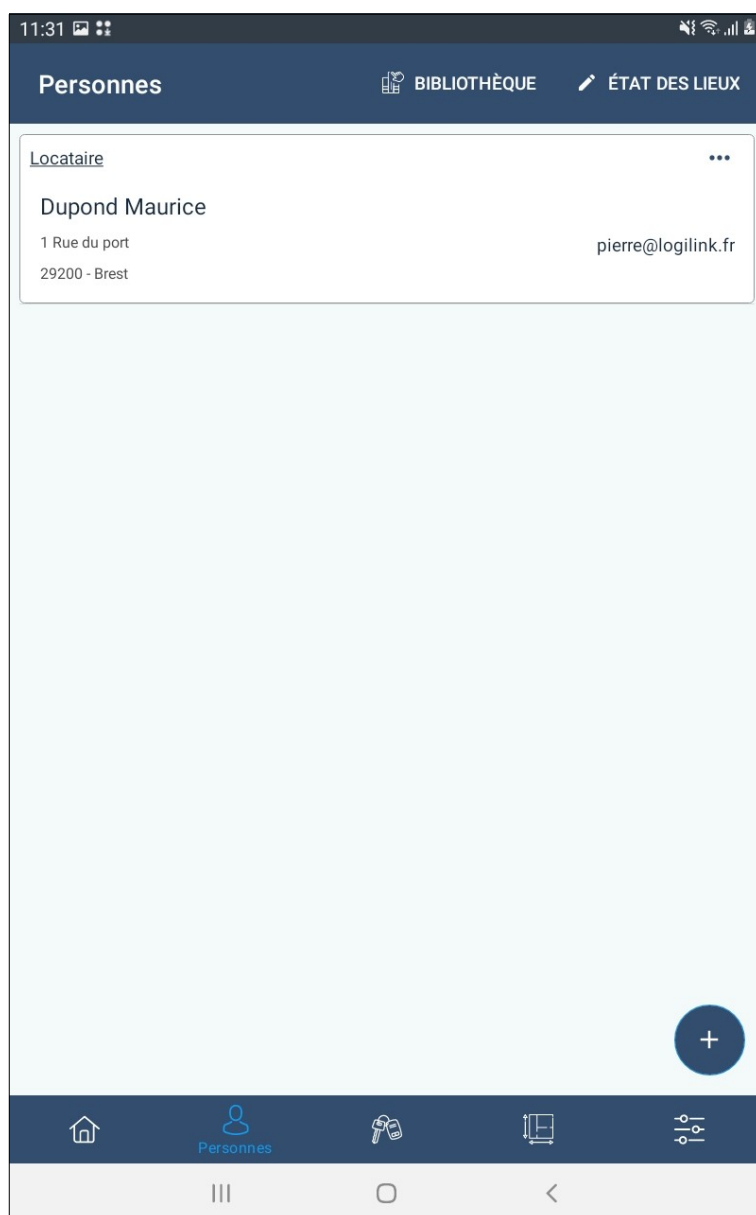 11:31
Personnes
BIBLIOTHÈQUE
ÉTAT DES LIEUX
Locataire
Dupond Maurice
1 Rue du port
pierre@logilink.fr
29200 - Brest
Personnes